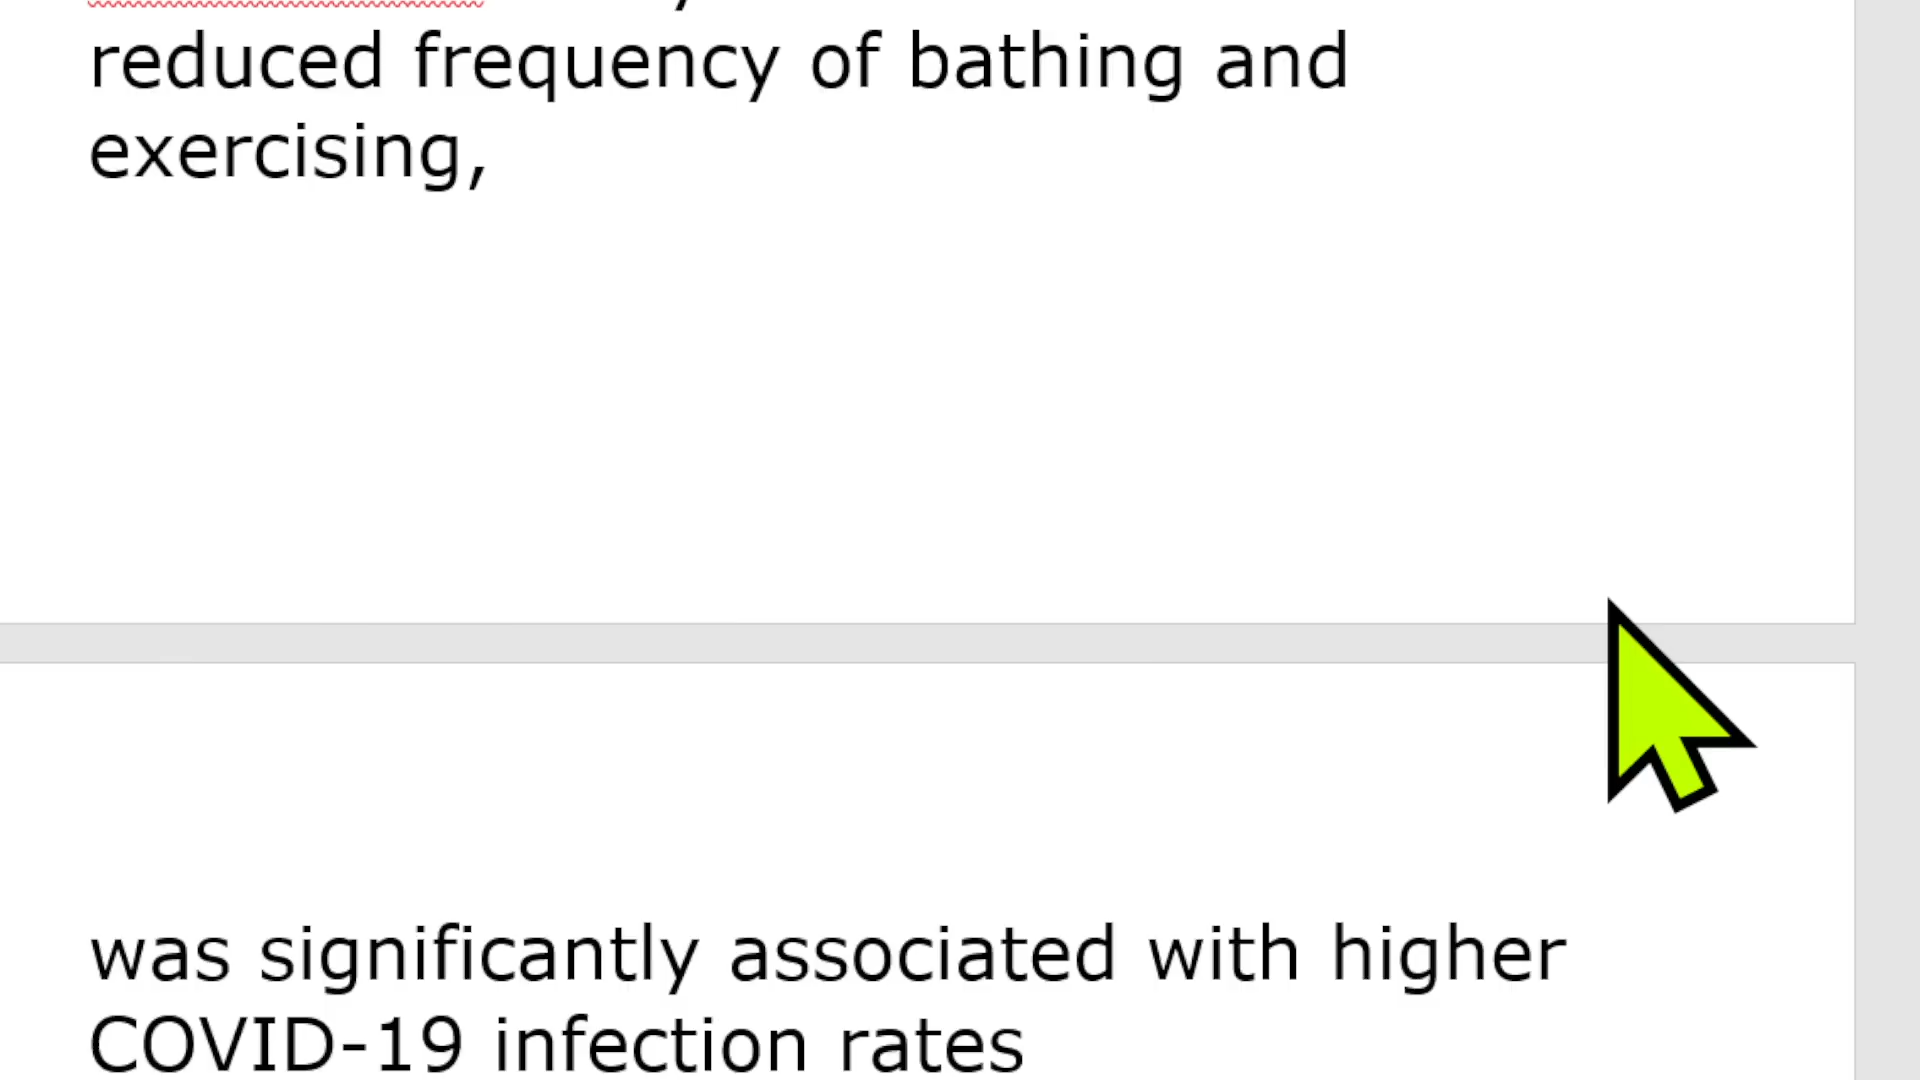 reduced frequency of bathing and
exercising,
was significantly associated with higher
COVID-19 infection rates